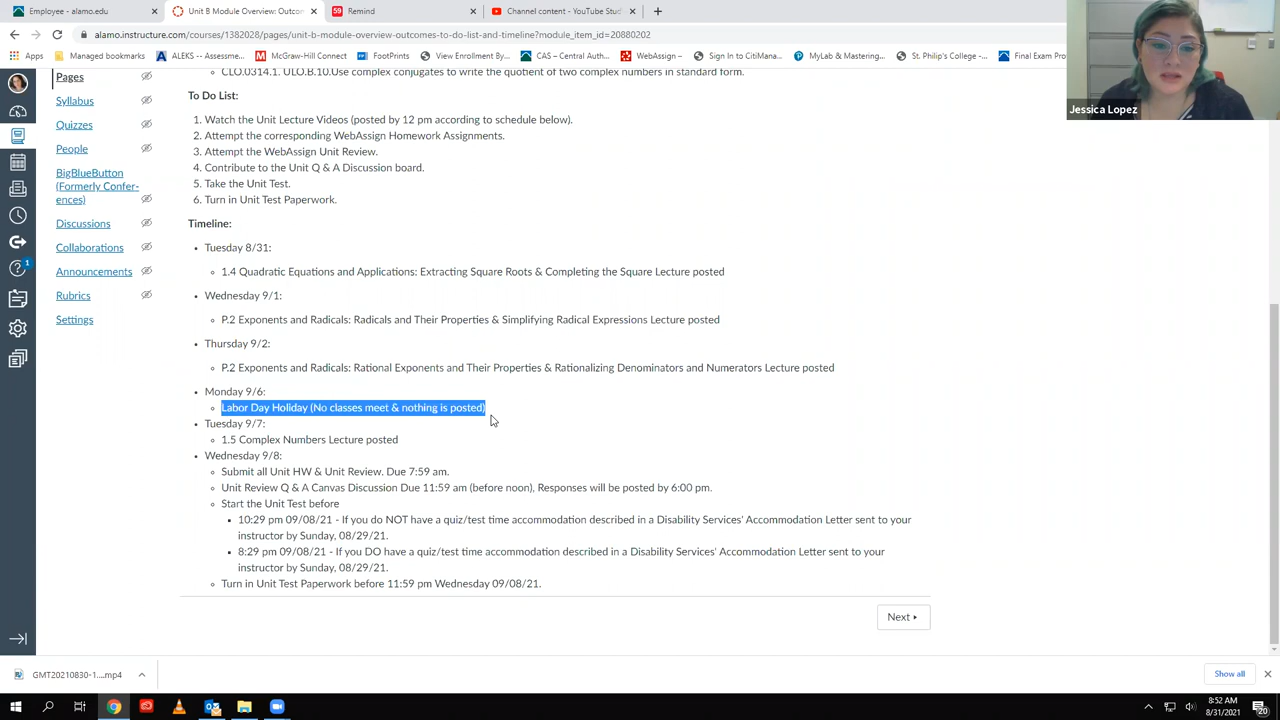 Employee - alamo.edu
Unit B Module Overview: Outcom
59 Remind
Channel content - YouTube Stud
alamo.instructure.com/courses/1382028/pages/unit-b-module-overview-outcomes-to-do-list-and-timeline?module_item_id=20880202
Apps Managed bookmarks ALEKS -- McGraw-Hill... McGraw-Hill Connect FootPrints View Enrollment By... CAS – Central Auth... WebAssign – Sign In to CitiMana... MyLab & Mastering... St. Philip's College -... Final Exam Pro
Jessica Lopez
Pages
Syllabus
Quizzes
People
BigBlueButton
(Formerly Confer-
ences)
Discussions
Collaborations
Announcements
Rubrics
Settings
1
CLO.0314.1. ULO.B.10.Use complex conjugates to write the quotient of two complex numbers in standard form.
To Do List:
1. Watch the Unit Lecture Videos (posted by 12 pm according to schedule below).
2. Attempt the corresponding WebAssign Homework Assignments.
3. Attempt the WebAssign Unit Review.
4. Contribute to the Unit Q & A Discussion board.
5. Take the Unit Test.
6. Turn in Unit Test Paperwork.
Timeline:
Tuesday 8/31:
1.4 Quadratic Equations and Applications: Extracting Square Roots & Completing the Square Lecture posted
Wednesday 9/1:
P.2 Exponents and Radicals: Radicals and Their Properties & Simplifying Radical Expressions Lecture posted
Thursday 9/2:
P.2 Exponents and Radicals: Rational Exponents and Their Properties & Rationalizing Denominators and Numerators Lecture posted
Monday 9/6:
Labor Day Holiday (No classes meet & nothing is posted)
Tuesday 9/7:
1.5 Complex Numbers Lecture posted
Wednesday 9/8:
Submit all Unit HW & Unit Review. Due 7:59 am.
Unit Review Q & A Canvas Discussion Due 11:59 am (before noon), Responses will be posted by 6:00 pm.
Start the Unit Test before
10:29 pm 09/08/21 - If you do NOT have a quiz/test time accommodation described in a Disability Services' Accommodation Letter sent to your
instructor by Sunday, 08/29/21.
8:29 pm 09/08/21 - If you DO have a quiz/test time accommodation described in a Disability Services' Accommodation Letter sent to your
instructor by Sunday, 08/29/21.
Turn in Unit Test Paperwork before 11:59 pm Wednesday 09/08/21.
Next
GMT20210830-1....mp4
Show all
8:52 AM
8/31/2021
20